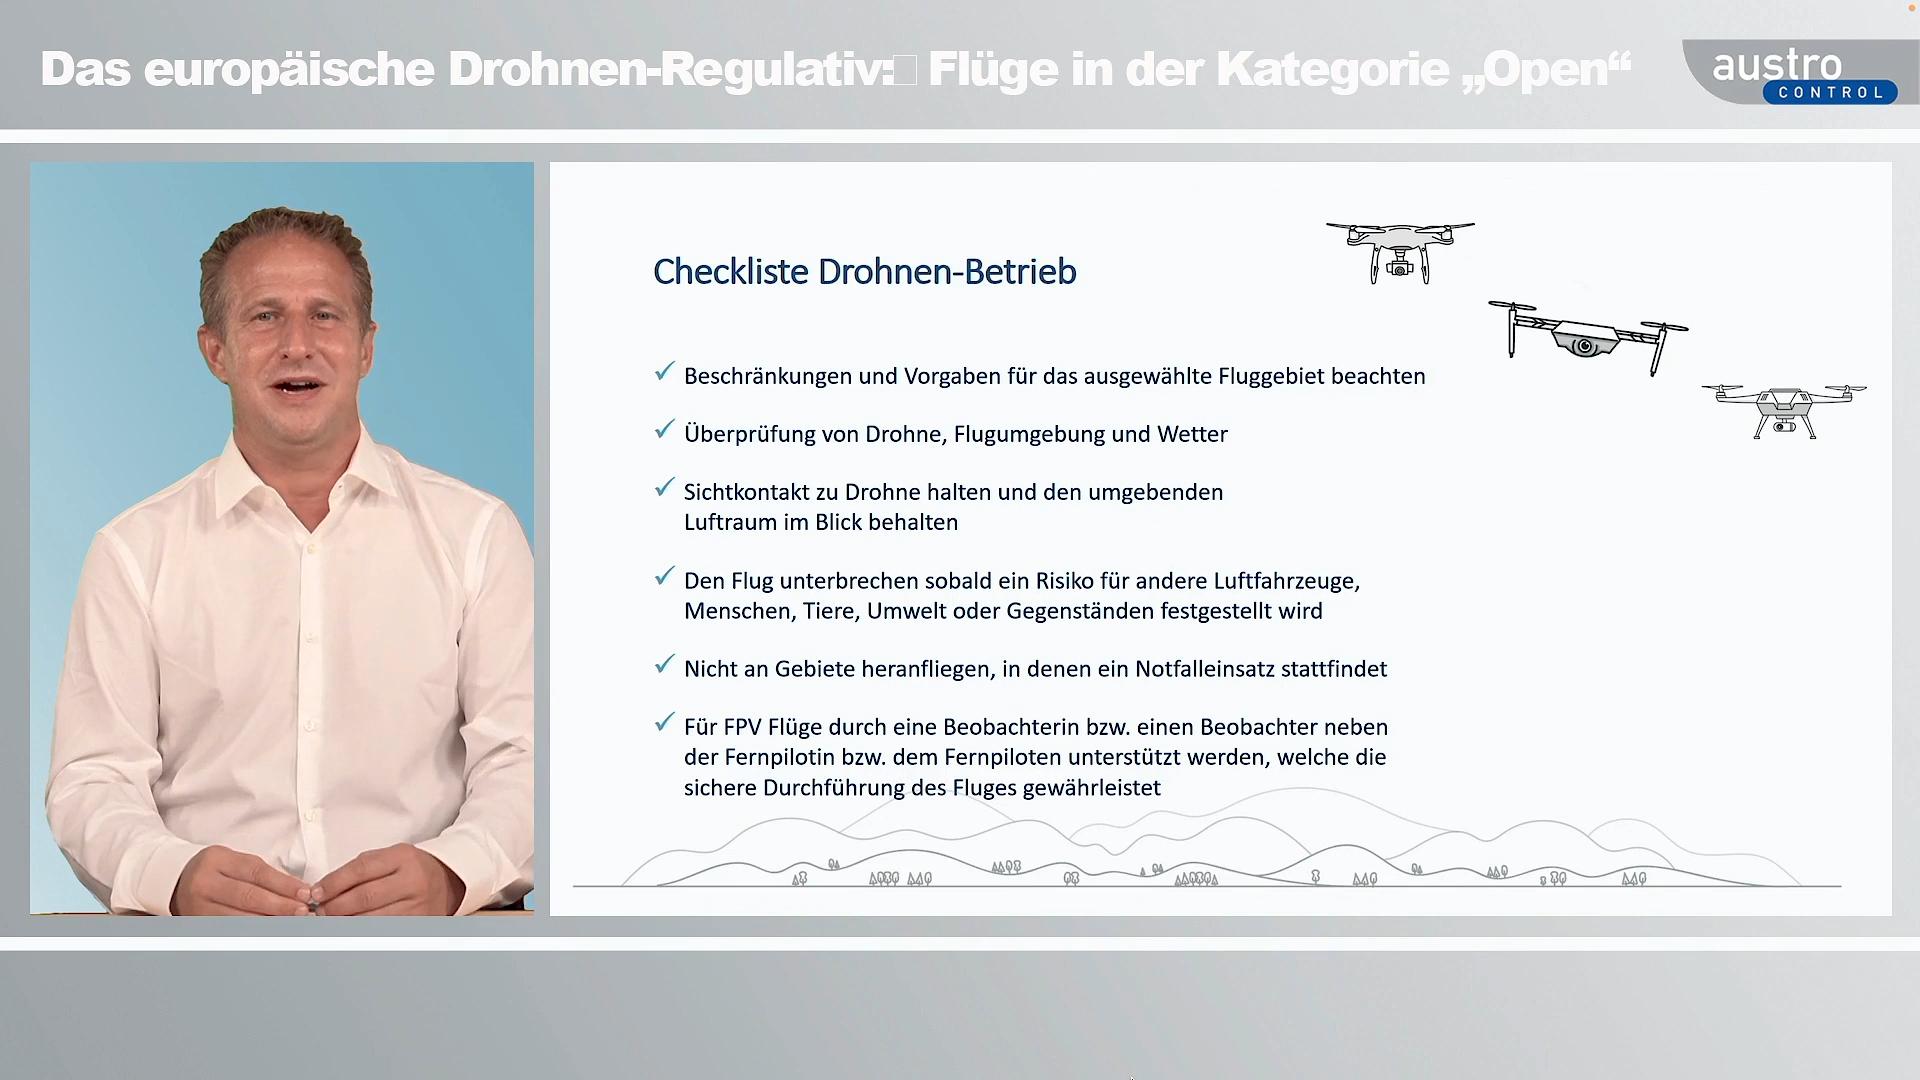 Das europäische Drohnen-Regulativ: Flüge in der Kategorie „Open“
austro
CONTROL
Checkliste Drohnen-Betrieb
Beschränkungen und Vorgaben für das ausgewählte Fluggebiet beachten
Überprüfung von Drohne, Flugumgebung und Wetter
Sichtkontakt zu Drohne halten und den umgebenden
Luftraum im Blick behalten
Den Flug unterbrechen sobald ein Risiko für andere Luftfahrzeuge,
Menschen, Tiere, Umwelt oder Gegenständen festgestellt wird
Nicht an Gebiete heranfliegen, in denen ein Notfalleinsatz stattfindet
Für FPV Flüge durch eine Beobachterin bzw. einen Beobachter neben
der Fernpilotin bzw. dem Fernpiloten unterstützt werden, welche die
sichere Durchführung des Fluges gewährleistet